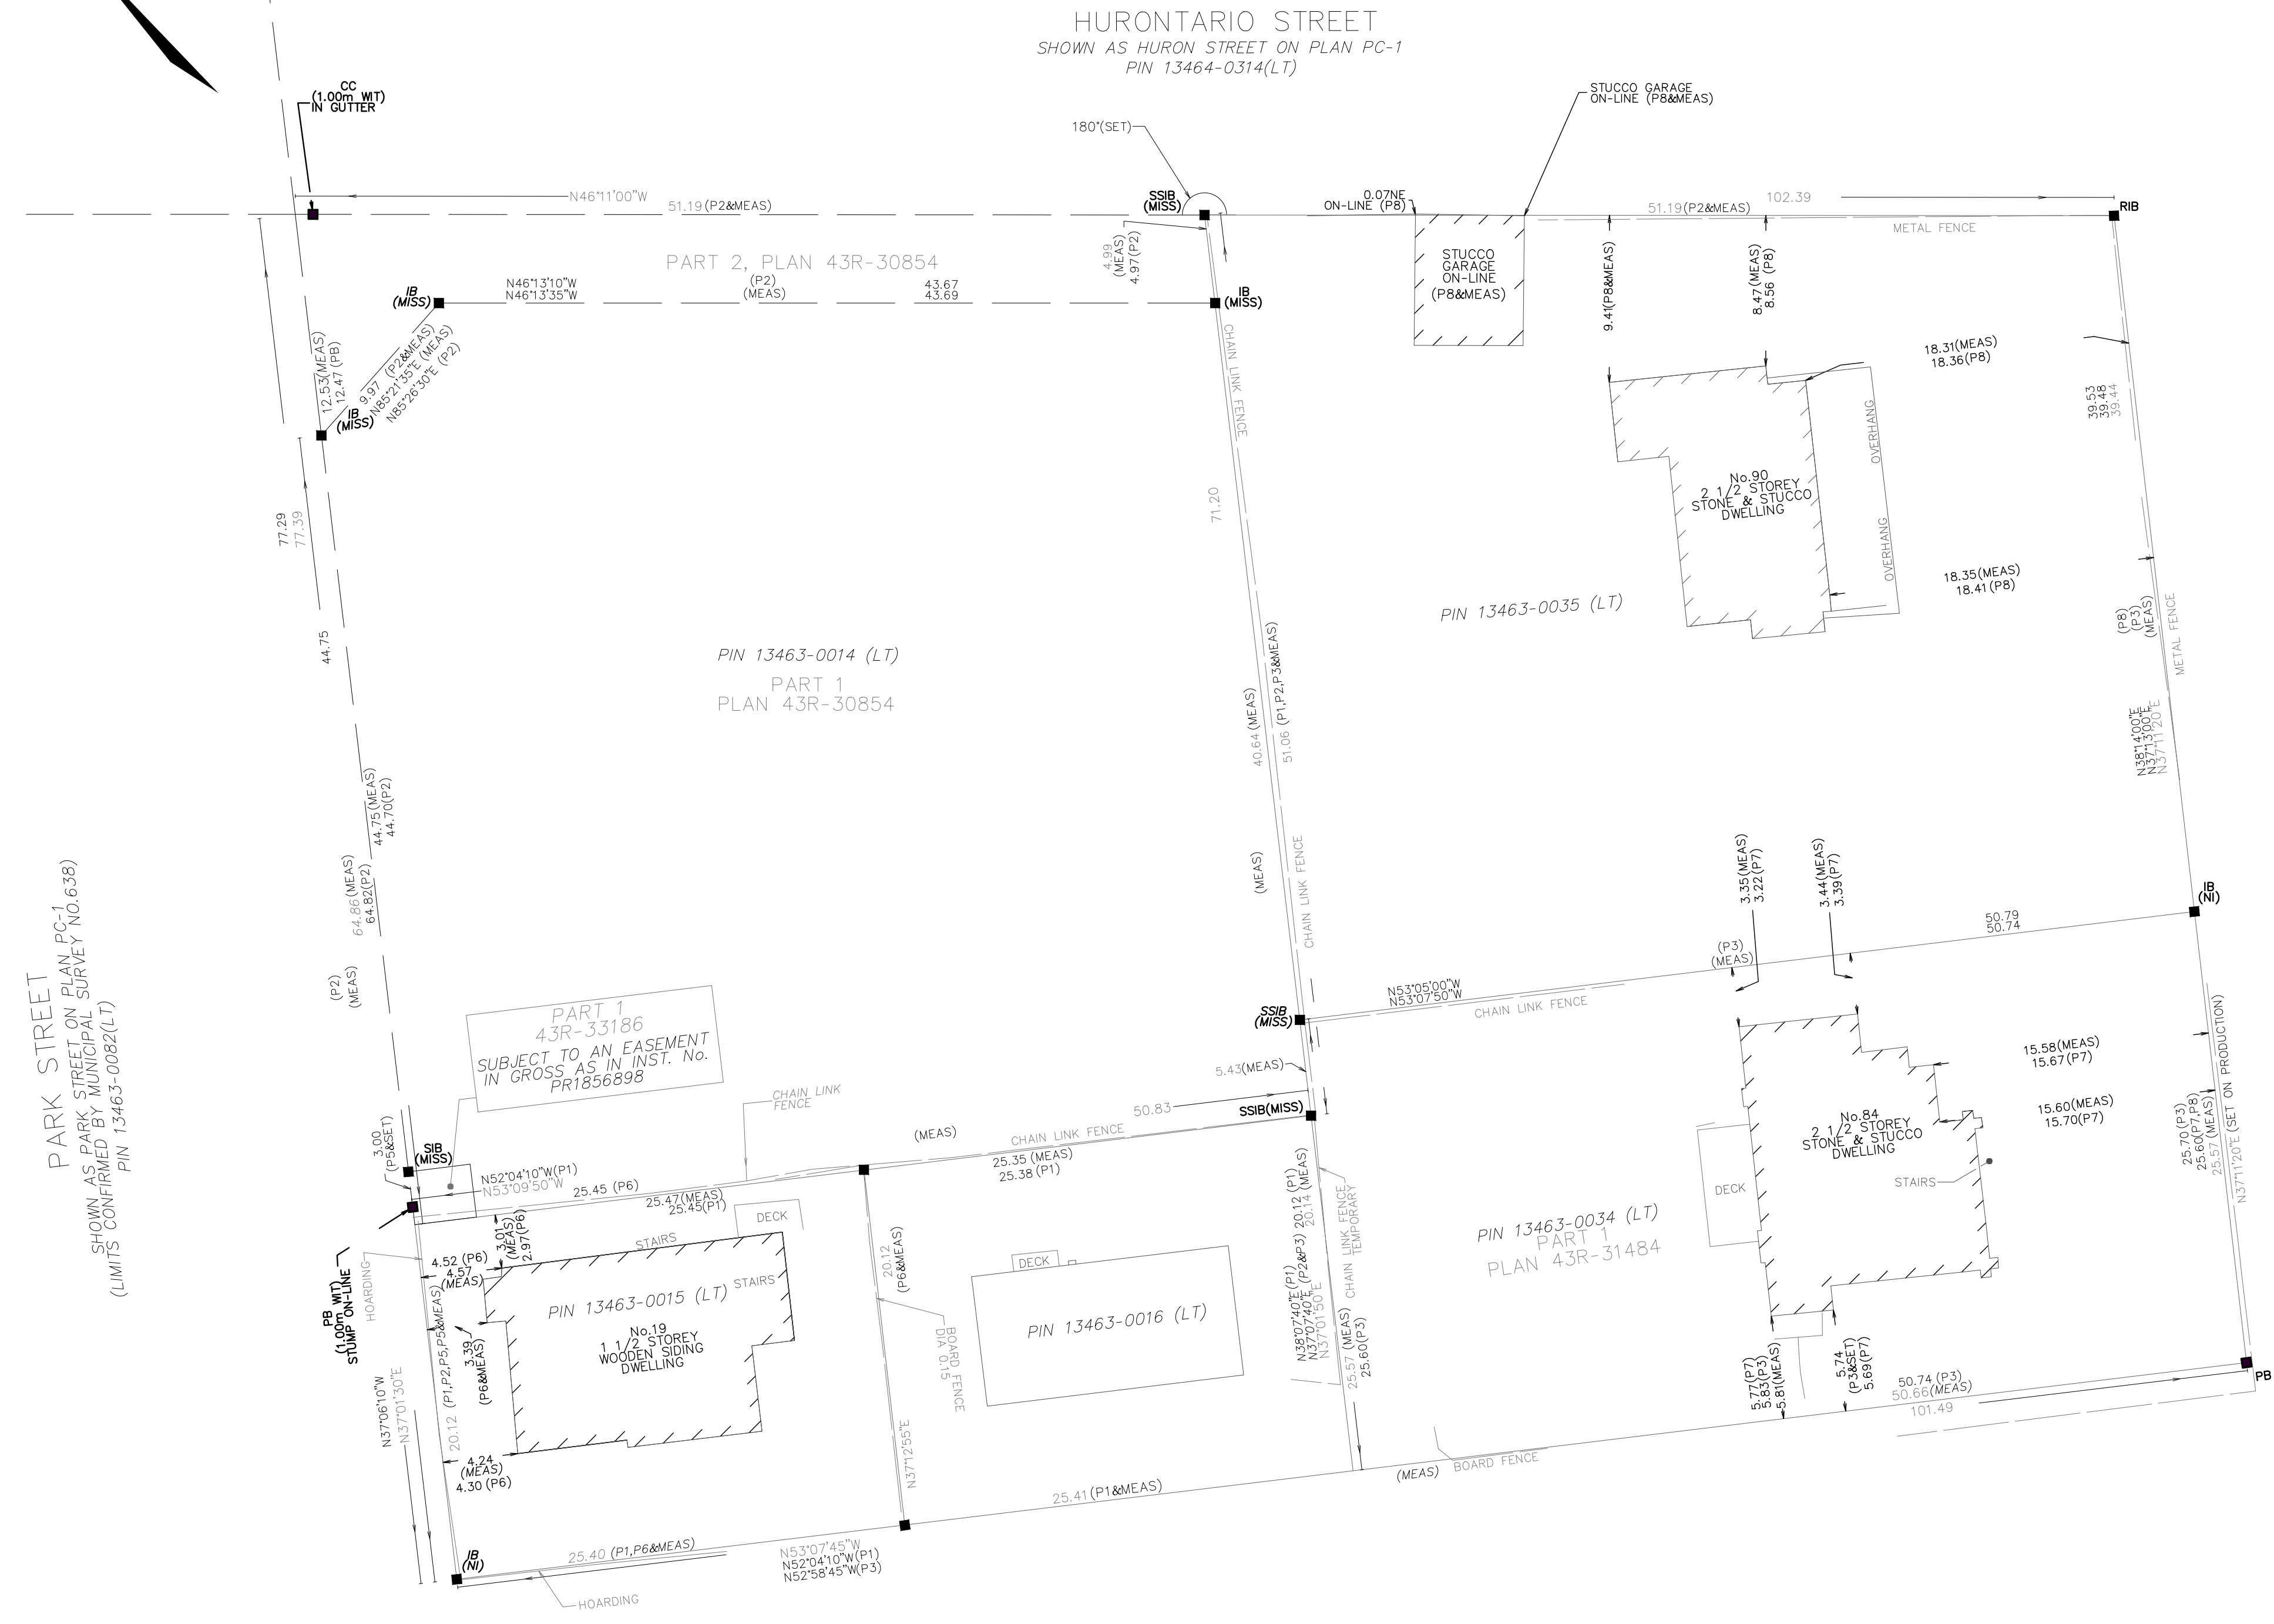 HURONTARIO STREET
SHOWN AS HURON STREET ON PLAN PC-1
PIN 13464-0314(LT)
CC
(1.00m WIT)
IN GUTTER
STUCCO GARAGE
ON-LINE (P8&MEAS)
180°(SET)
N46°11'00"W
51.19 (P2&MEAS)
SSIB
(MISS)
0.07NE
ON-LINE (P8)
51.19 (P2&MEAS)
102.39
RIB
METAL FENCE
PART 2, PLAN 43R-30854
4.99
(MEAS)
4.97(P2)
STUCCO
GARAGE
ON-LINE
(P8&MEAS)
9.41(P8&MEAS)
8.47(MEAS)
8.56 (P8)
IB
(MISS)
N46°13'10"W
N46°13'35"W
(P2)
(MEAS)
43.67
43.69
IB
(MISS)
12.53(MEAS)
12.47 (PB)
9.97 (P2&MEAS)
N85°21'35"E (MEAS)
N85°26'30"E (P2)
IB
(MISS)
CHAIN LINK FENCE
18.31(MEAS)
18.36(P8)
39.53
39.48
39.44
OVERHANG
OVERHANG
No.90
2 1/2 STOREY
STONE & STUCCO
DWELLING
77.29
77.39
71.20
44.75
18.35(MEAS)
18.41(P8)
PIN 13463-0035 (LT)
(P8)
(P3)
(MEAS)
METAL FENCE
PIN 13463-0014 (LT)
PART 1
PLAN 43R-30854
40.64 (MEAS)
51.06 (P1,P2,P3&MEAS)
N38°14'00"E
N37°13'00"E
N37°11'20"E
44.75(MEAS)
44.70(P2)
64.86(MEAS)
64.82(P2)
(P2)
(MEAS)
(MEAS)
CHAIN LINK FENCE
3.35(MEAS)
3.22(P7)
3.44(MEAS)
3.39(P7)
IB
(NI)
50.79
50.74
(P3)
(MEAS)
PARK STREET
SHOWN AS PARK STREET ON PLAN PC-1
(LIMITS CONFIRMED BY MUNICIPAL SURVEY NO.638)
PIN 13463-0082(LT)
PART 1
43R-33186
SUBJECT TO AN EASEMENT
IN GROSS AS IN INST. No.
PR1856898
SSIB
(MISS)
N53°05'00"W
N53°07'50"W
CHAIN LINK FENCE
5.43(MEAS)
50.83
SSIB(MISS)
CHAIN LINK
FENCE
(MEAS)
CHAIN LINK FENCE
25.35 (MEAS)
25.38 (P1)
15.58(MEAS)
15.67(P7)
15.60(MEAS)
15.70(P7)
No.84
2 1/2 STOREY
STONE & STUCCO
DWELLING
STAIRS
DECK
25.70(P3)
25.60(P7,P8)
25.57(MEAS)
N37°11'20"E (SET ON PRODUCTION)
3.00
(P5&SET)
SIB
(MISS)
N52°04'10"W(P1)
N53°09'50"W
25.45 (P6)
25.47(MEAS)
25.45(P1)
DECK
STAIRS
3.01
(MEAS)
2.97(P6)
4.52 (P6)
4.57
(MEAS)
HOARDING
PB
(1.00m WIT)
STUMP ON-LINE
PIN 13463-0015 (LT)
STAIRS
No.19
1 1/2 STOREY
WOODEN SIDING
DWELLING
3.39
(P6&MEAS)
20.12
(P6&MEAS)
BOARD FENCE
DIA 0.15
DECK
PIN 13463-0016 (LT)
N38°07'40"E (P1) 20.12 (P1)
N37°07'40"E (P2&P3)
N37°01'50"E
20.14 (MEAS)
CHAIN LINK FENCE
TEMPORARY
25.57 (MEAS)
25.60(P3)
PIN 13463-0034 (LT)
PART 1
PLAN 43R-31484
5.77(P7)
5.83(P3)
5.81(MEAS)
5.74
(P3&SET)
5.69(P7)
50.74 (P3)
50.66(MEAS)
101.49
PB
N37°06'10"W
N37°01'30"E
20.12 (P1,P2,P5,P5&MEAS)
4.24
(MEAS)
4.30 (P6)
N37°12'55"E
(MEAS)
BOARD FENCE
25.41 (P1&MEAS)
IB
(NI)
25.40 (P1,P6&MEAS)
N53°07'45"W
N52°04'10"W(P1)
N52°58'45"W(P3)
HOARDING